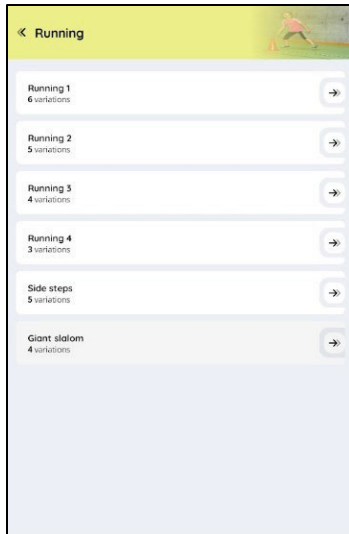 Running
Running 1
6 variations
Running 2
5 variations
Running 3
4 variations
Running 4
3 variations
Side steps
5 variations
Giant slalom
4 variations